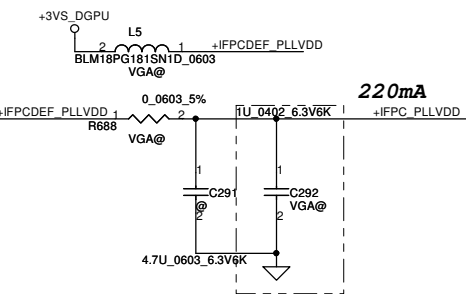 +3VS_DGPU
L5
2
1
+IFPCDEF_PLLVDD
BLM18PG181SN1D_0603
VGA@
220mA
0_0603_5%
1U_0402_6.3V6K
+IFPCDEF_PLLVDD
1
2
+IFPC_PLLVDD
R688
VGA@
1
1
C291
C292
@
VGA@
2
2
4.7U_0603_6.3V6K